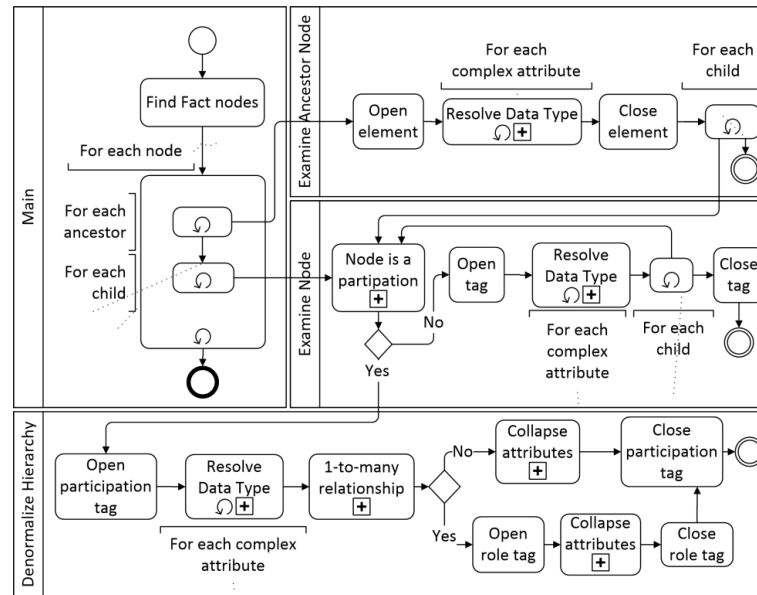 Main
Find Fact nodes
For each node
For each
ancestor
For each
child
Examine Ancestor Node
For each
complex attribute
For each
child
Open
element
Resolve Data Type
Close
element
Examine Node
Node is a
partipation
No
Yes
Open
tag
Resolve
Data Type
Close
tag
For each
complex
attribute
For each
child
Denormalize Hierarchy
Open
participation
tag
Resolve
Data Type
For each complex
attribute
1-to-many
relationship
No
Yes
Collapse
attributes
Close
participation
tag
Open
role tag
Collapse
attributes
Close
role tag